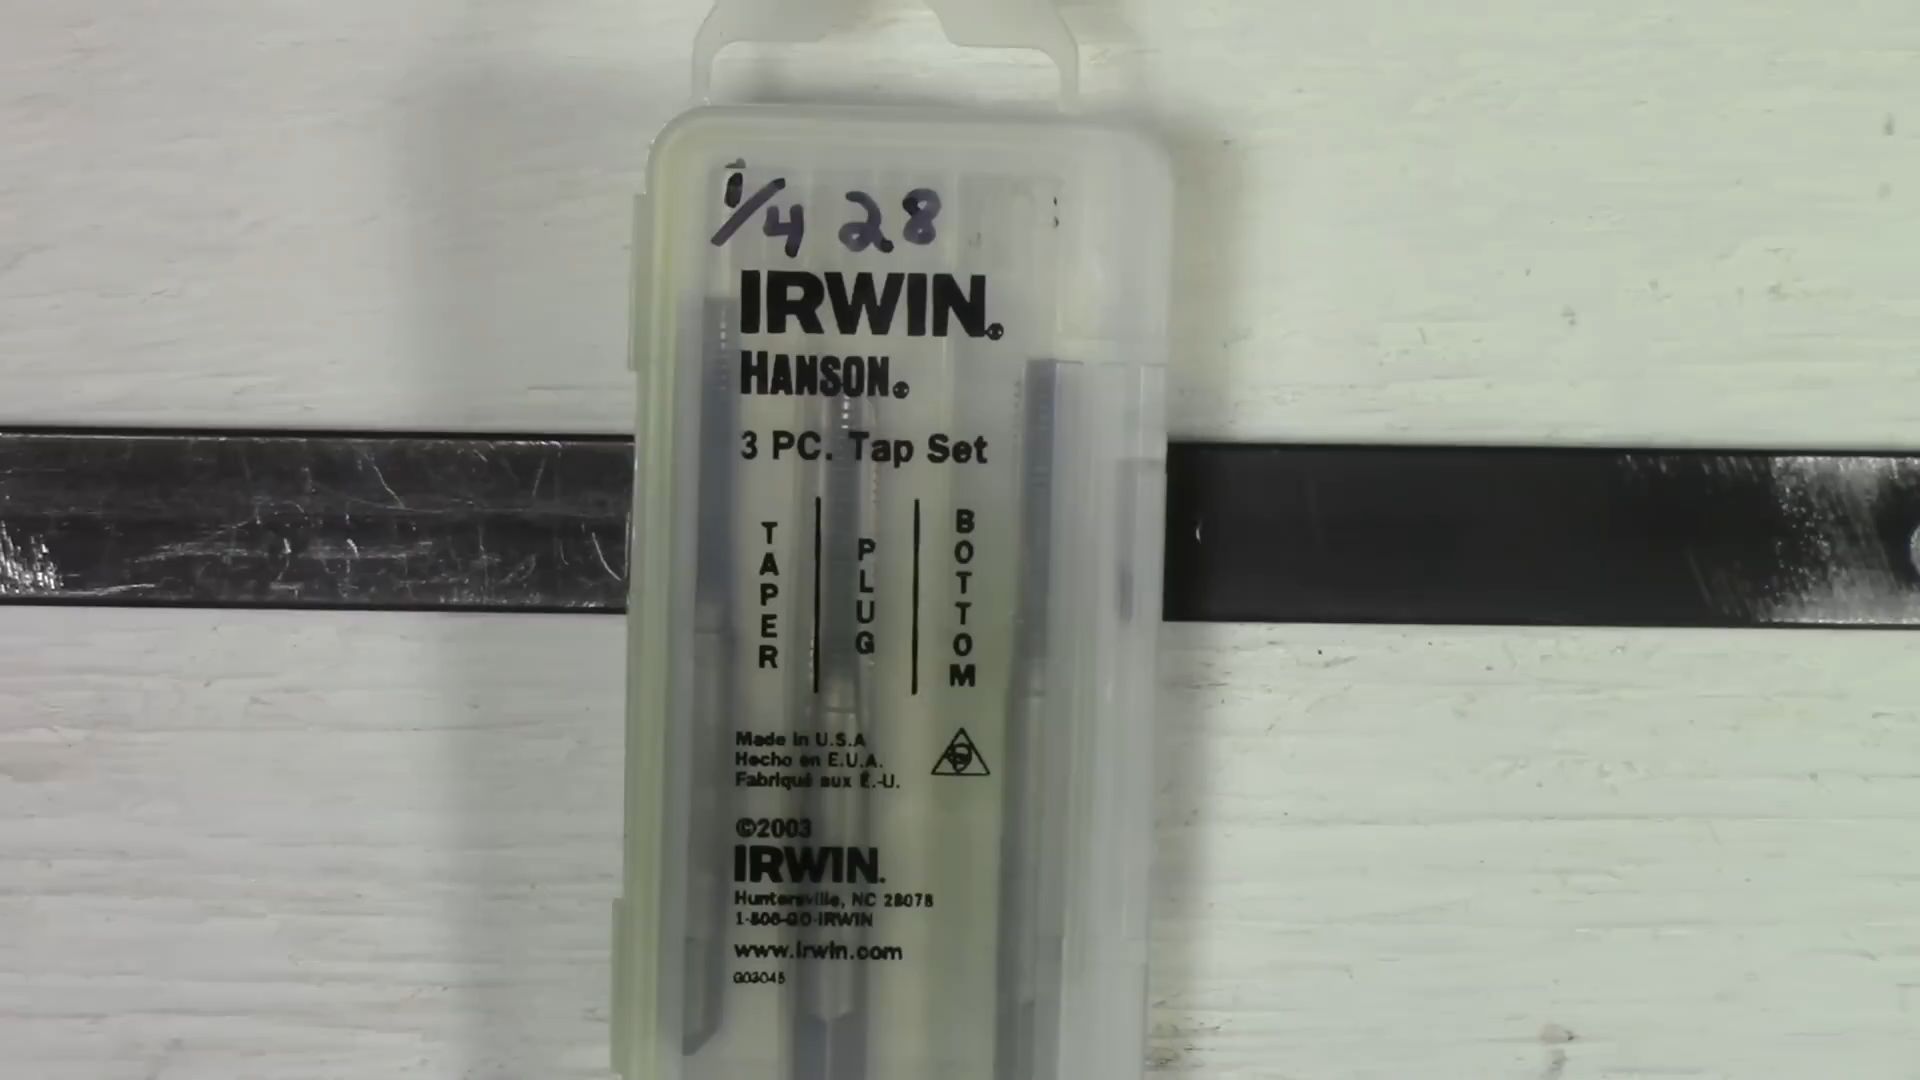 1/4 28
IRWIN®
HANSON®
3 PC. Tap Set
TAPER
PLUG
BOTTOM
Made in U.S.A
Hecho en E.U.A.
Fabriqué aux É.-U.
©2003
IRWIN.
Huntersville, NC 28078
1-800-GO-IRWIN
www.irwin.com
G03045